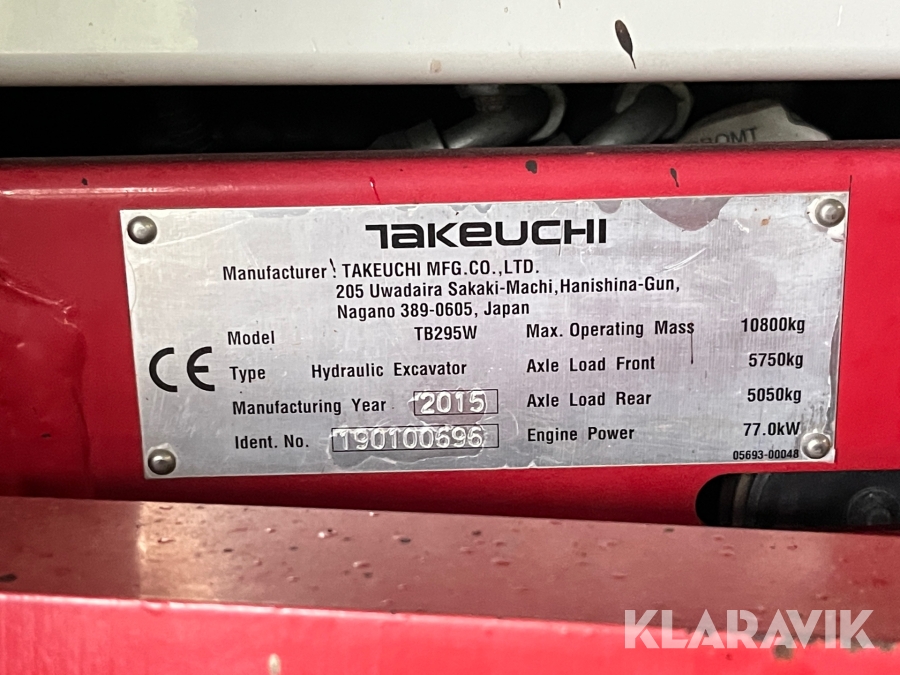 BOMT
TAKEUCHI
Manufacturer: TAKEUCHI MFG.CO.,LTD.
205 Uwadaira Sakaki-Machi,Hanishina-Gun,
Nagano 389-0605, Japan
Model TB295W Max. Operating Mass 10800kg
CE Type Hydraulic Excavator Axle Load Front 5750kg
Manufacturing Year 2015 Axle Load Rear 5050kg
Ident. No. 190100696 Engine Power 77.0kW
05693-00048
KLARAVIK